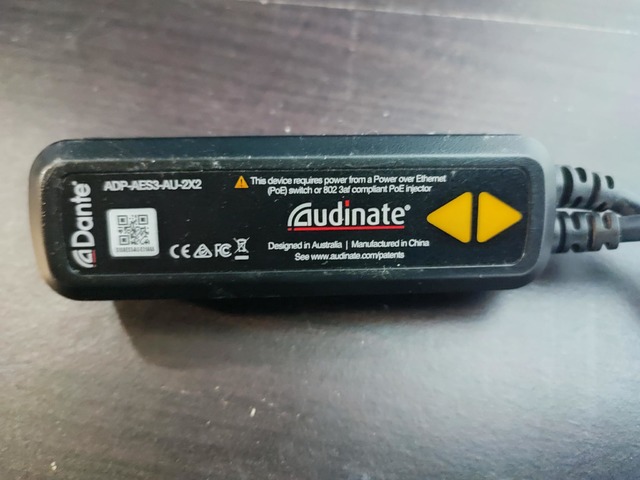 Dante®
ADP-AES3-AU-2X2
This device requires power from a Power over Ethernet
(PoE) switch or 802 3af compliant PoE injector
Audinate®
CE FC
Designed in Australia | Manufactured in China
See www.audinate.com/patents